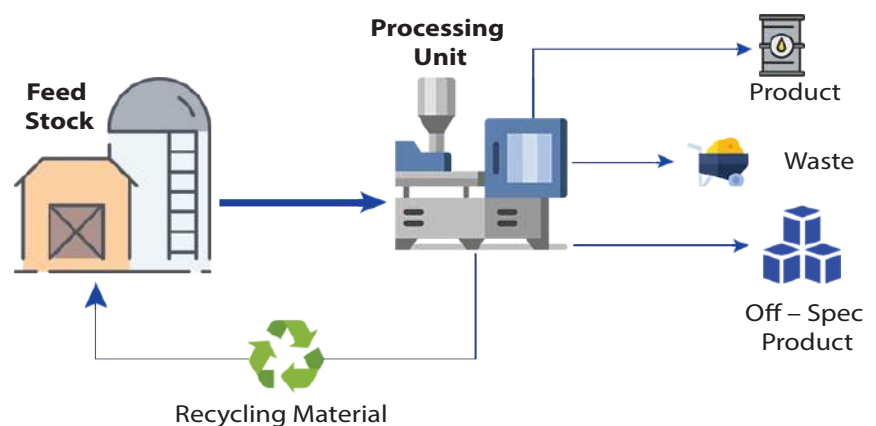 Processing
Unit
Feed
Stock
Product
Waste
Off – Spec
Product
Recycling Material